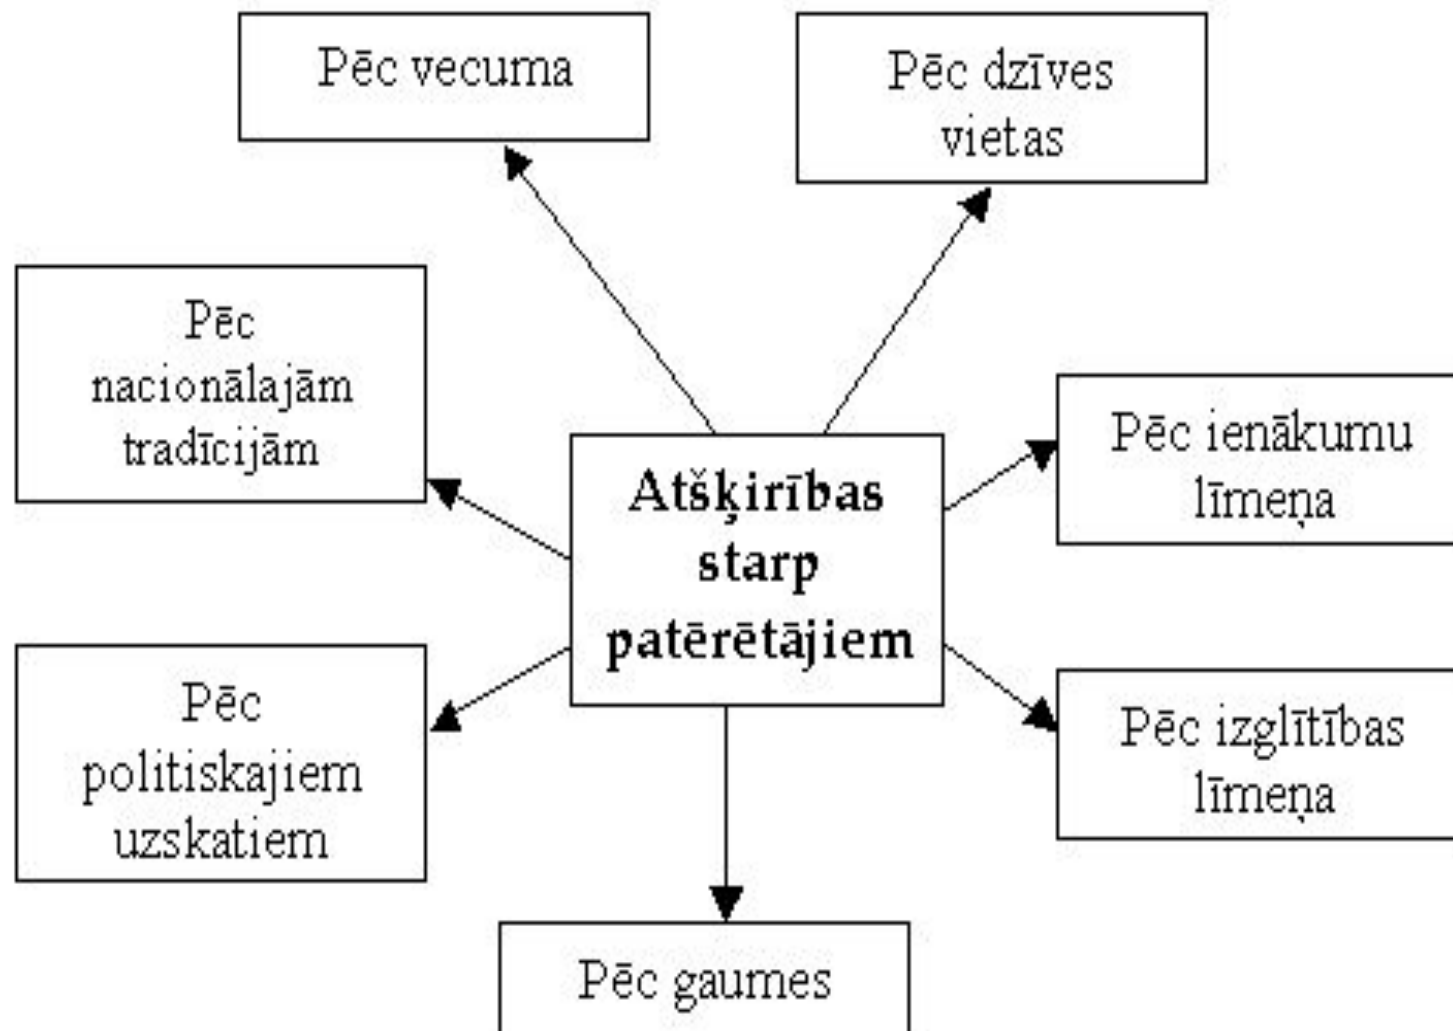 Pēc vecuma
Pēc dzīves
vietas
Pēc
nacionālajām
tradīcijām
Pēc ienākumu
līmeņa
Atšķirības
starp
patērētājiem
Pēc
politiskajiem
uzskatiem
Pēc izglītības
līmeņa
Pēc gaumes